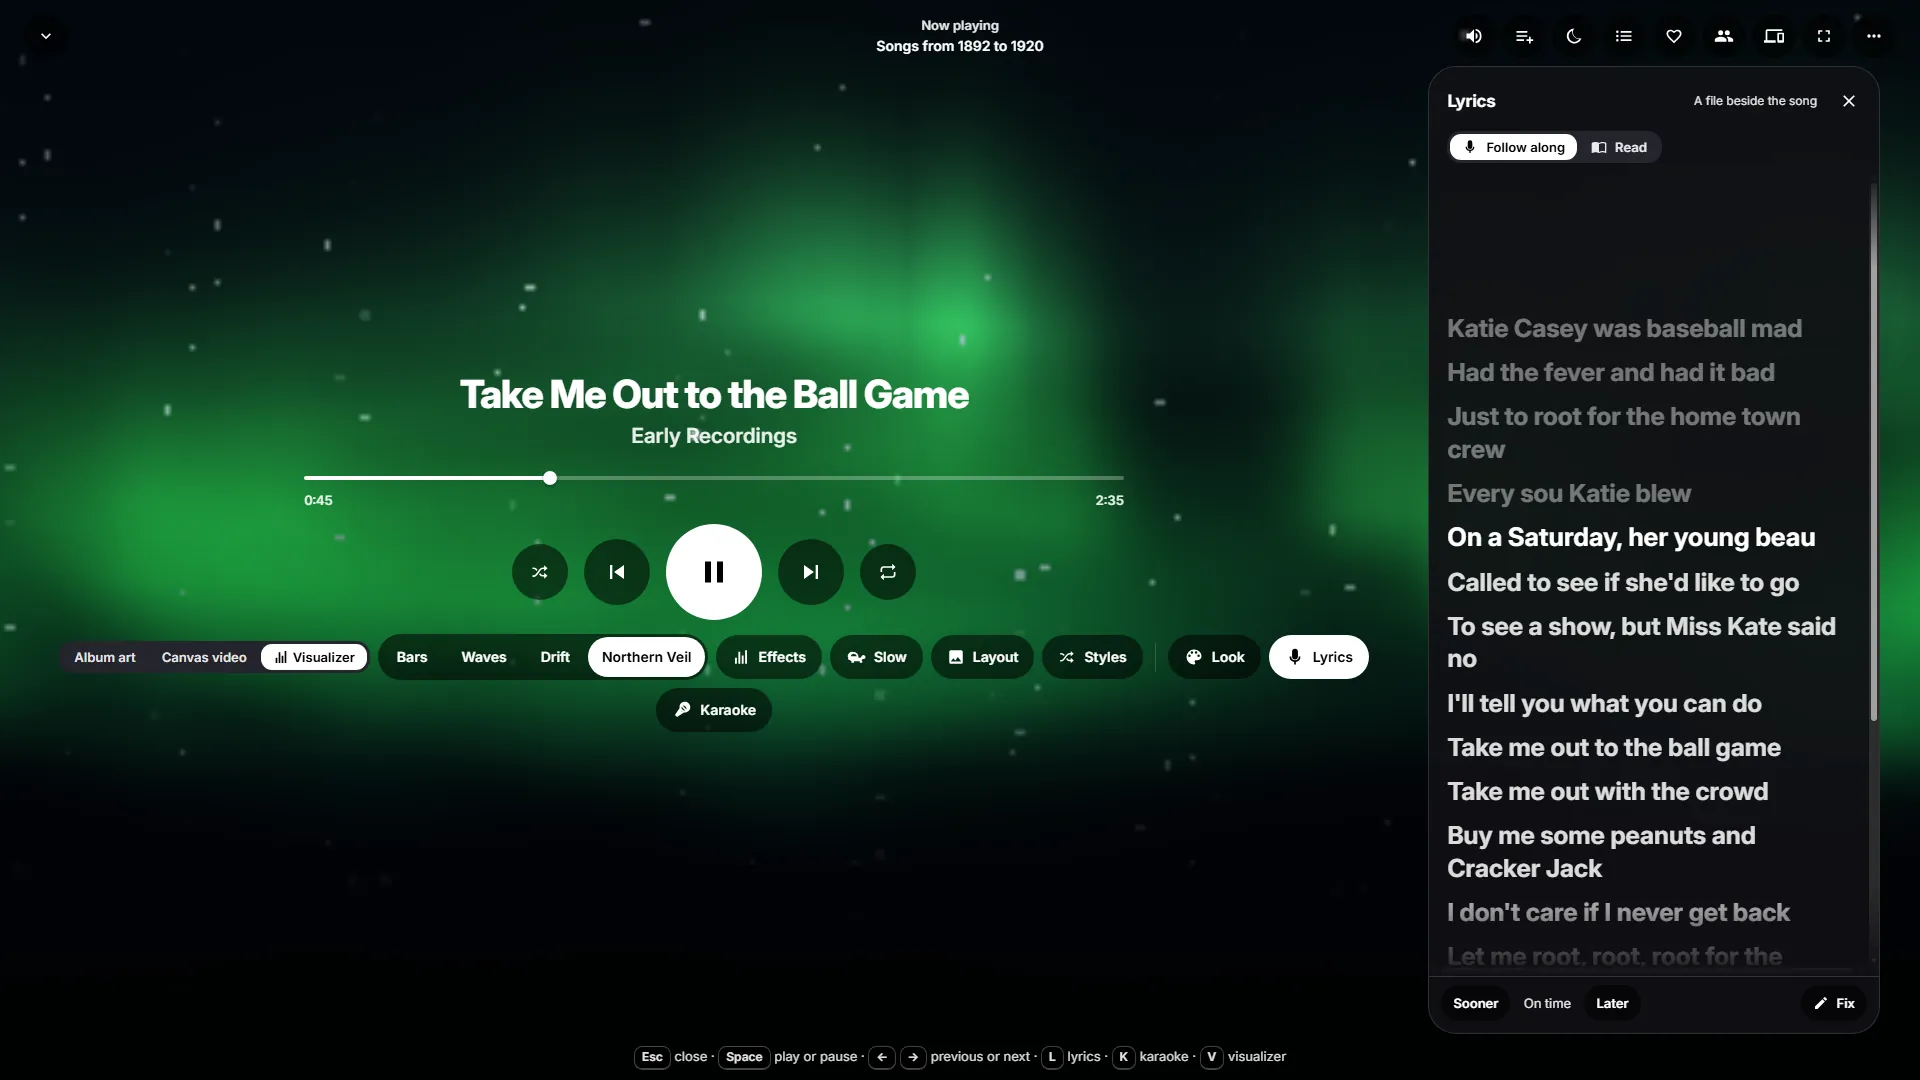 Now playing
Songs from 1892 to 1920
Take Me Out to the Ball Game
Early Recordings
0:45
2:35
Album art
Canvas video
Visualizer
Bars
Waves
Drift
Northern Veil
Effects
Slow
Layout
Styles
Look
Lyrics
Karaoke
Lyrics
A file beside the song
Follow along
Read
Katie Casey was baseball mad
Had the fever and had it bad
Just to root for the home town
crew
Every sou Katie blew
On a Saturday, her young beau
Called to see if she'd like to go
To see a show, but Miss Kate said
no
I'll tell you what you can do
Take me out to the ball game
Take me out with the crowd
Buy me some peanuts and
Cracker Jack
I don't care if I never get back
Let me root, root, root for the
Sooner
On time
Later
Fix
Esc close · Space play or pause · ← → previous or next · L lyrics · K karaoke · V visualizer